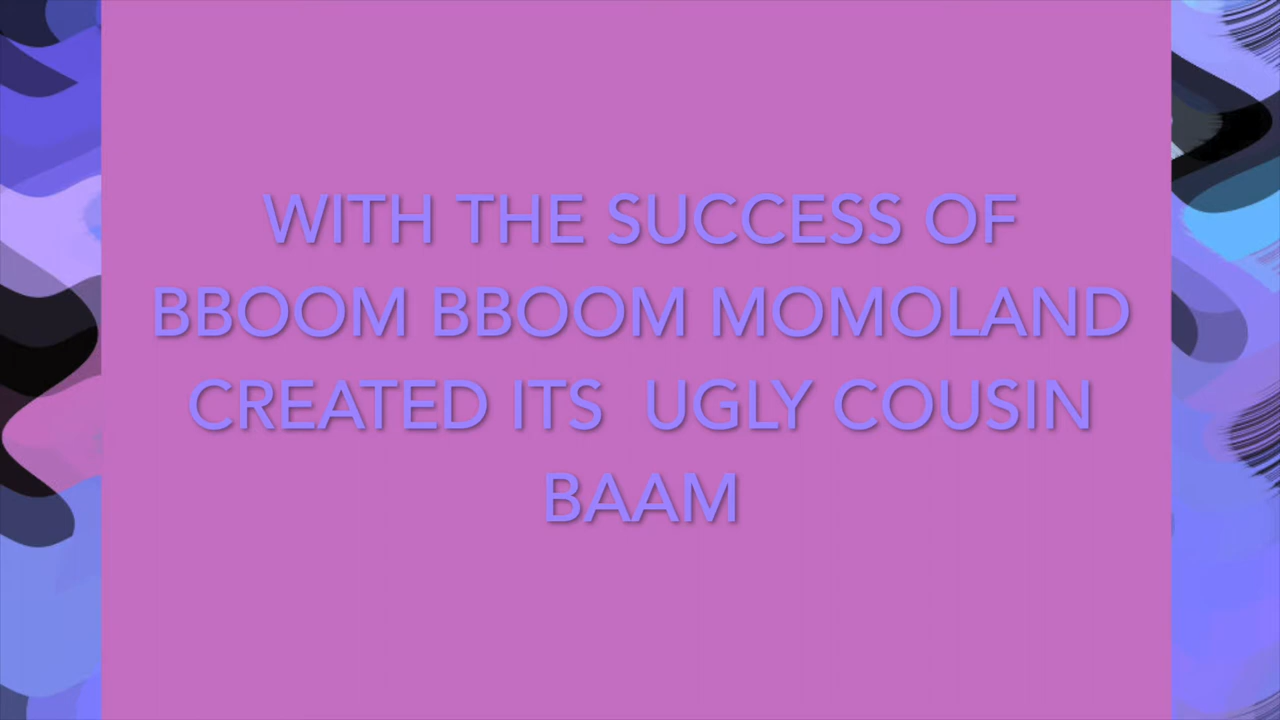 WITH THE SUCCESS OF
BBOOM BBOOM MOMOLAND
CREATED ITS  UGLY COUSIN
BAAM